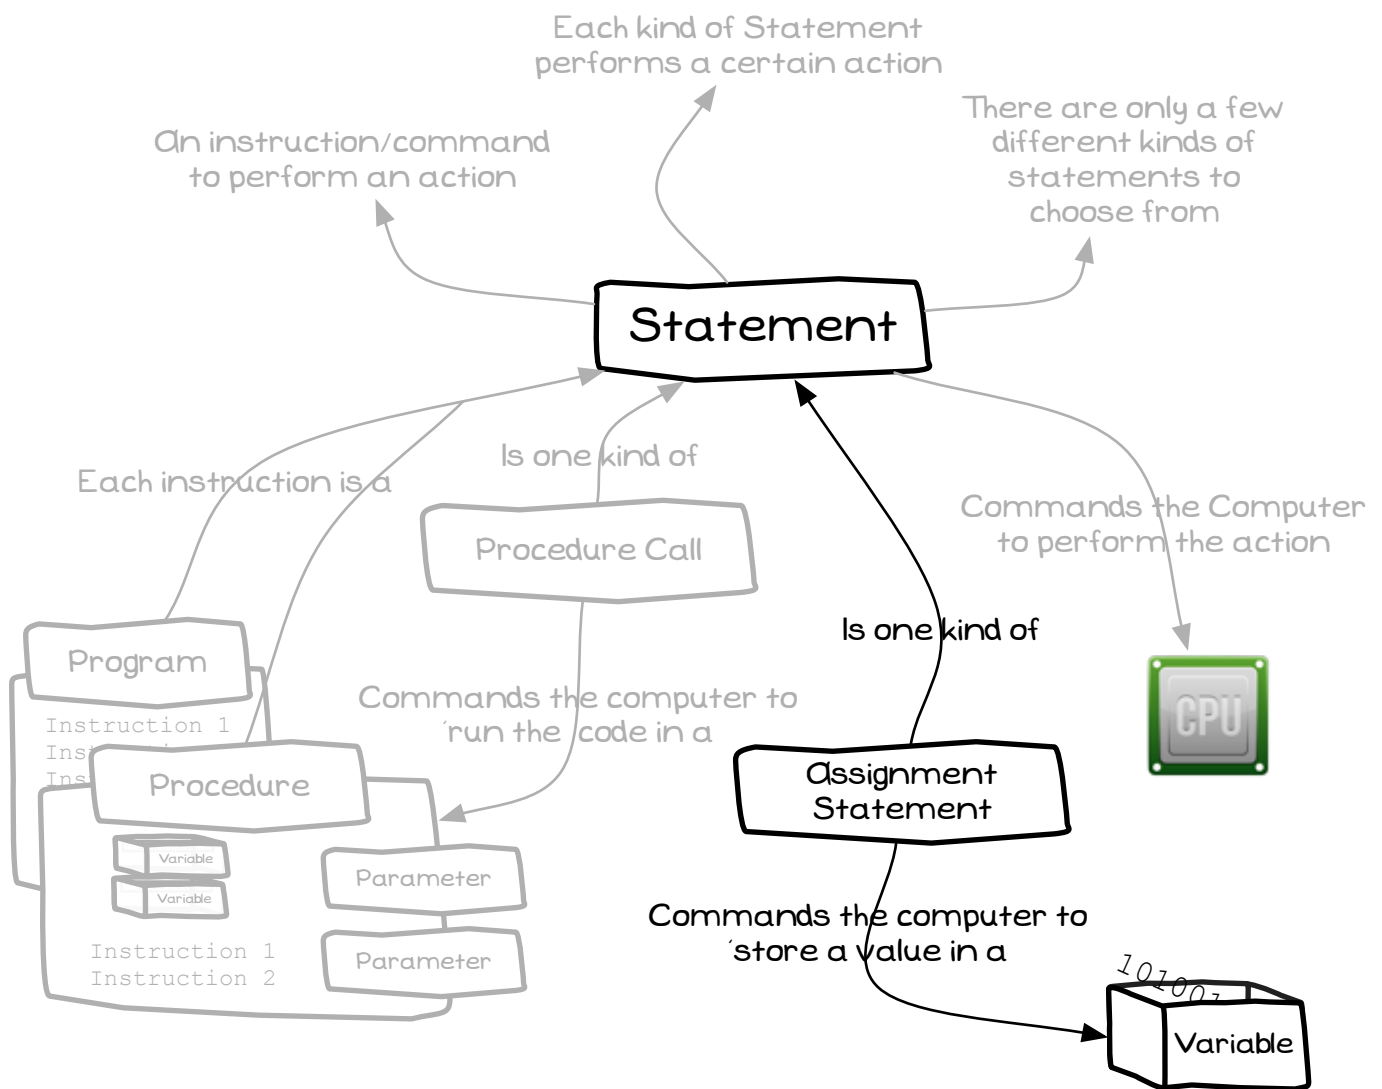 Each kind of Statement
performs a certain action
There are only a few
different kinds of
statements to
choose from
An instruction/command
to perform an action
Statement
Each instruction is a
Is one kind of
Procedure Call
Commands the Computer
to perform the action
Is one kind of
Program
Instruction 1
Commands the computer to
run the code in a
CPU
Procedure
Assignment
Statement
Variable
Variable
Parameter
Parameter
Instruction 1
Instruction 2
Commands the computer to
store a value in a
101001
Variable